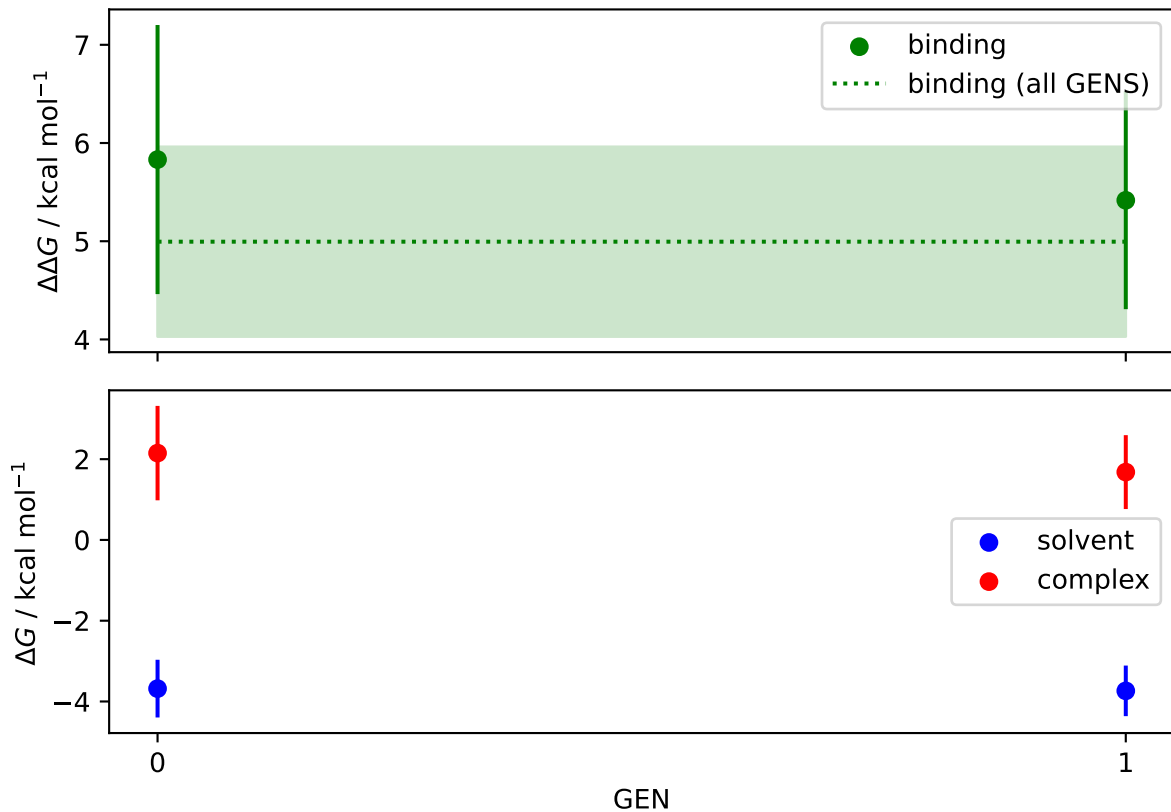 7
6
5
4
ΔΔG / kcal mol⁻¹
binding
binding (all GENS)
2
0
−2
−4
ΔG / kcal mol⁻¹
solvent
complex
0
1
GEN